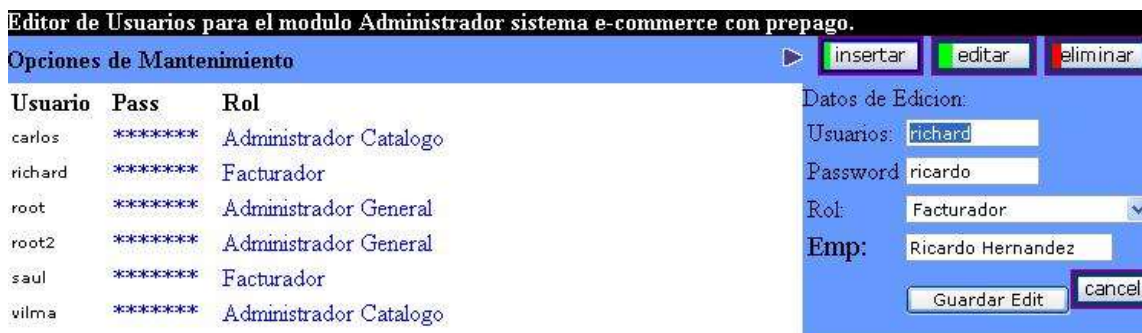 Editor de Usuarios para el modulo Administrador sistema e-commerce con prepago.
Opciones de Mantenimiento
insertar editar eliminar
Usuario Pass Rol
carlos ******* Administrador Catalogo
richard ******* Facturador
root ******* Administrador General
root2 ******* Administrador General
saul ******* Facturador
vilma ******* Administrador Catalogo
Datos de Edicion:
Usuarios: richard
Password ricardo
Rol: Facturador
Emp: Ricardo Hernandez
Guardar Edit cancel